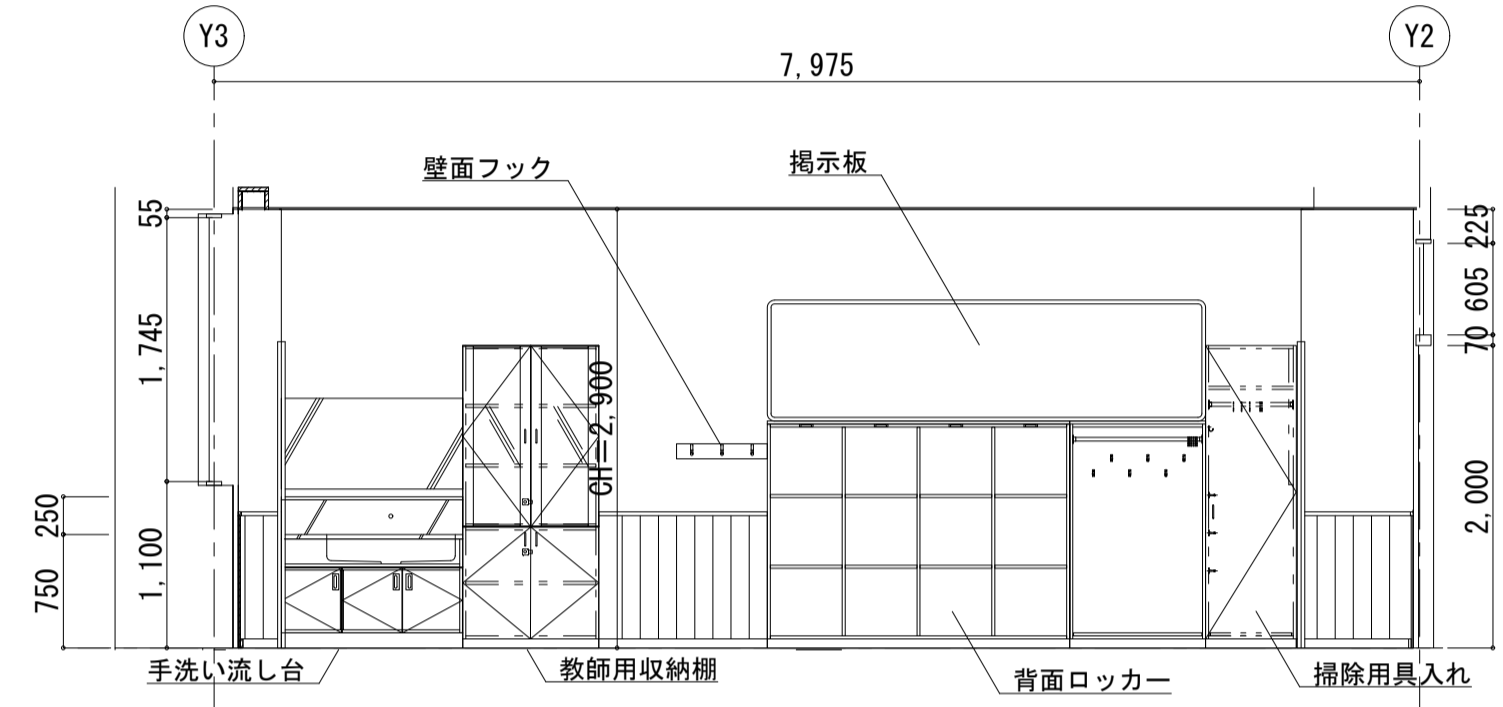 Y3
Y2
7,975
壁面フック
掲示板
55
1,745
1,100
250
750
CH=2,900
225
605
70
2,000
手洗い流し台
教師用収納棚
背面ロッカー
掃除用具入れ